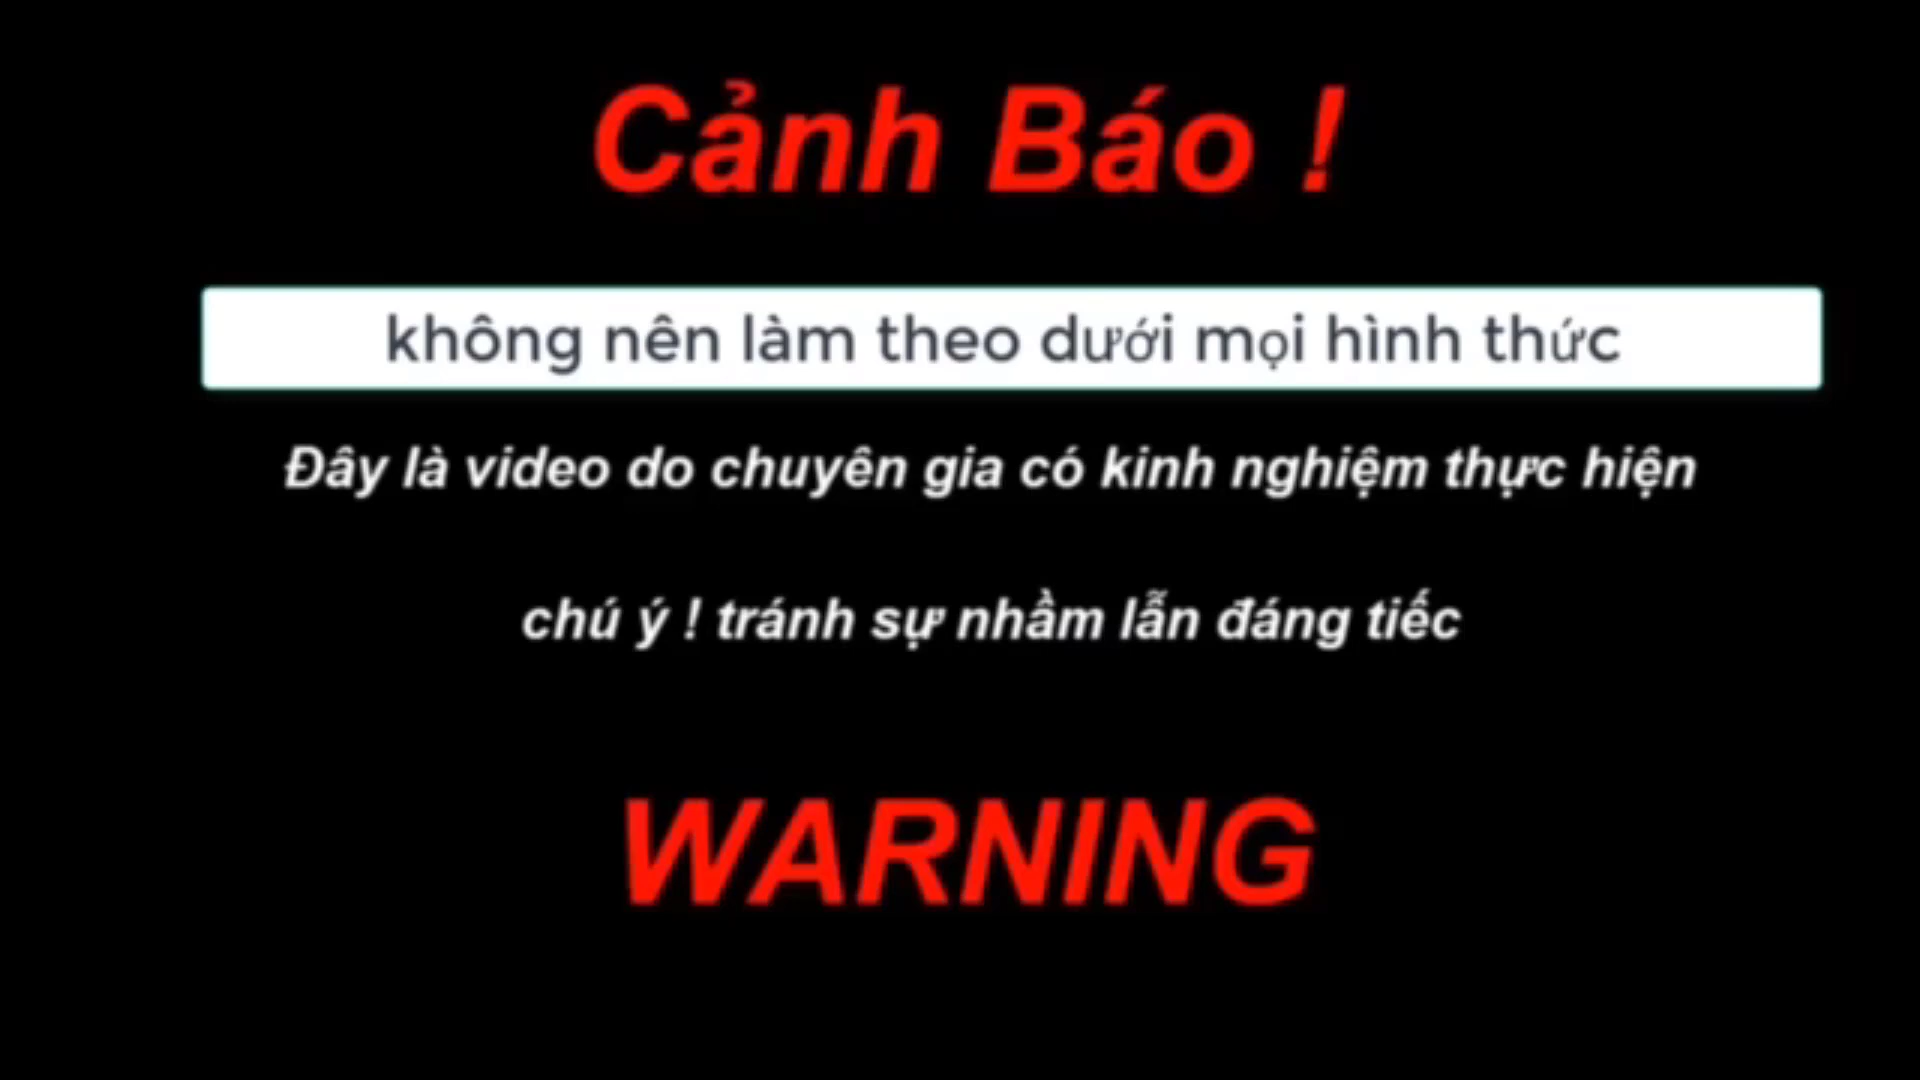 Cảnh Báo !
không nên làm theo dưới mọi hình thức
Đây là video do chuyên gia có kinh nghiệm thực hiện
chú ý ! tránh sự nhầm lẫn đáng tiếc
WARNING